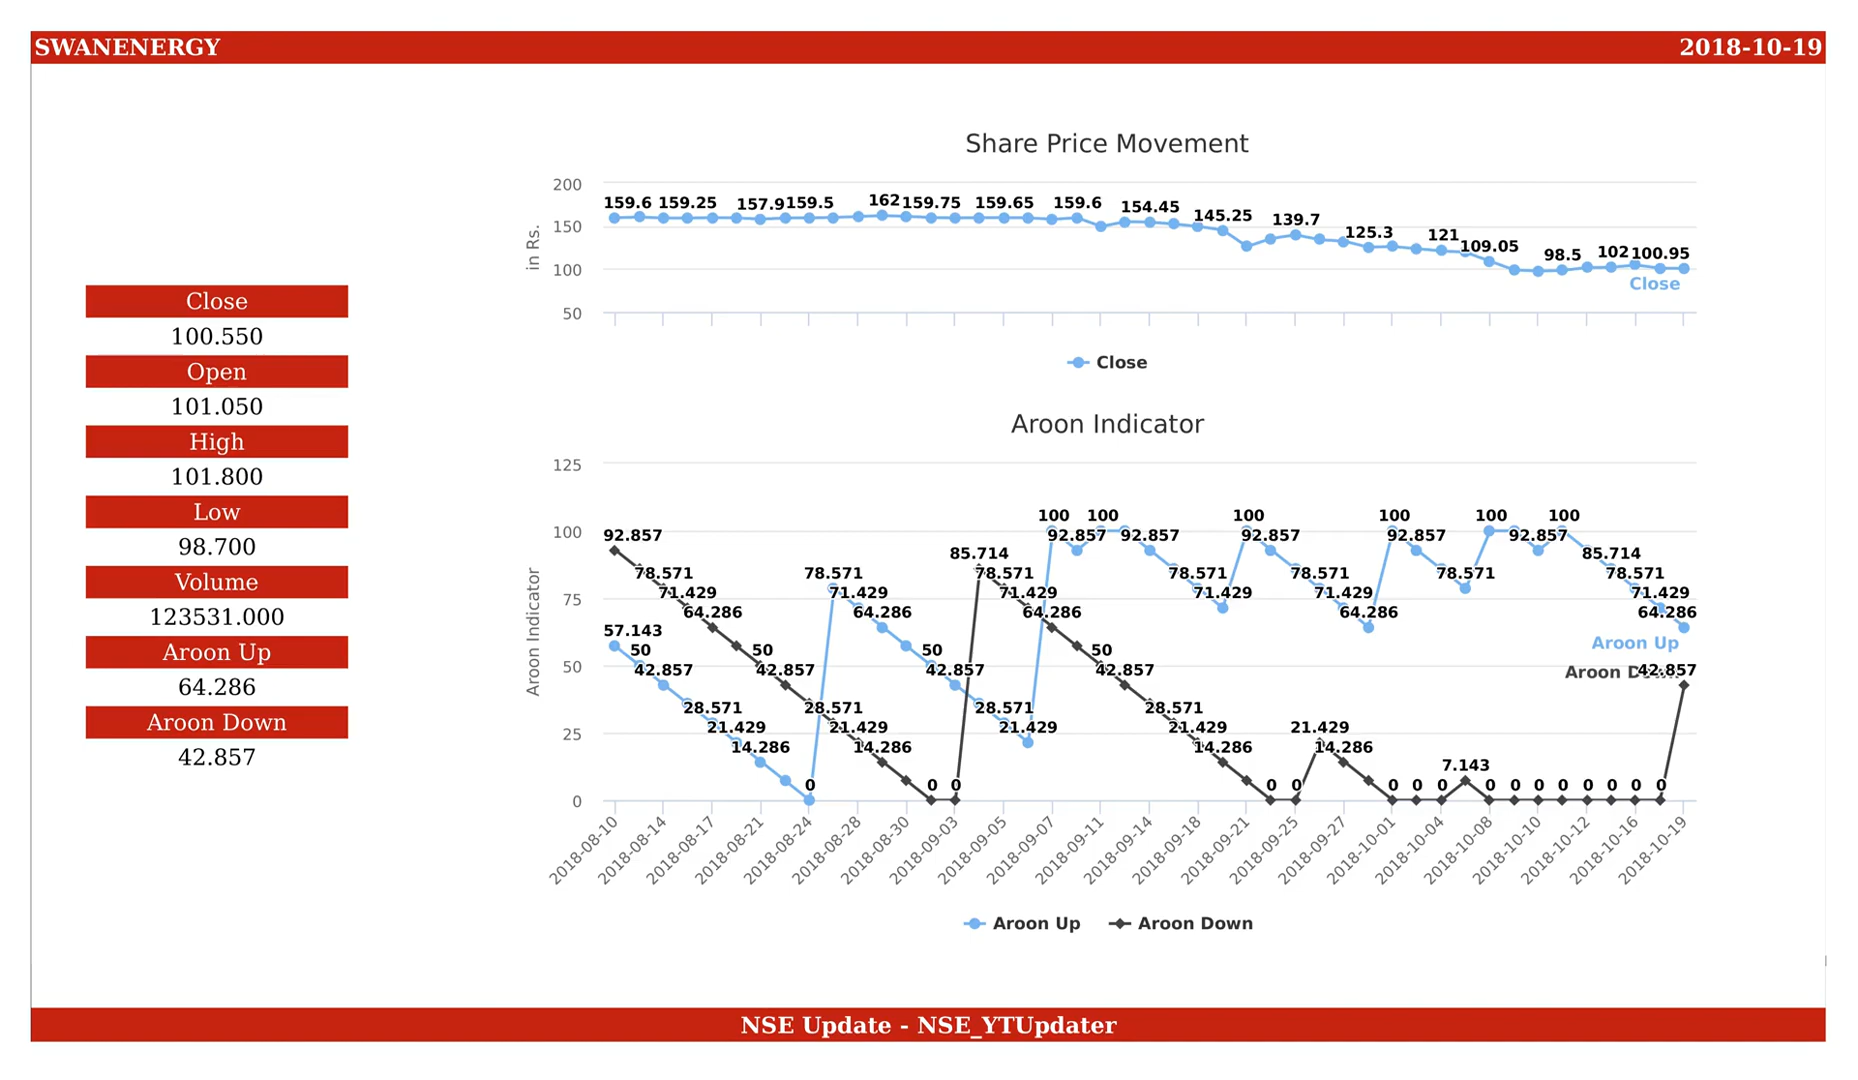 SWANENERGY 2018-10-19
Close
100.550
Open
101.050
High
101.800
Low
98.700
Volume
123531.000
Aroon Up
64.286
Aroon Down
42.857
Share Price Movement
in Rs.
200
150
100
50
159.6 159.25 157.9 159.5 162 159.75 159.65 159.6 154.45 145.25 139.7 125.3 121 109.05 98.5 102 100.95
Close
Close
Aroon Indicator
Aroon Indicator
125
100
75
50
25
0
100 100 100 100 100 100
92.857 92.857 92.857 92.857 92.857 92.857
85.714 85.714
78.571 78.571 78.571 78.571 78.571 78.571 78.571
71.429 71.429 71.429 71.429 71.429 71.429
64.286 64.286 64.286 64.286 64.286
57.143
50 50 50 50
Aroon Up
Aroon
42.857 42.857 42.857 42.857 42.857
28.571 28.571 28.571 28.571
21.429 21.429 21.429 21.429 21.429
14.286 14.286 14.286 14.286
7.143
0 0 0 0 0 0 0 0 0 0 0 0 0 0 0 0
2018-08-10 2018-08-14 2018-08-17 2018-08-21 2018-08-24 2018-08-28 2018-08-30 2018-09-03 2018-09-05 2018-09-07 2018-09-11 2018-09-14 2018-09-18 2018-09-21 2018-09-25 2018-09-27 2018-10-01 2018-10-04 2018-10-08 2018-10-10 2018-10-12 2018-10-16 2018-10-19
Aroon Up Aroon Down
NSE Update - NSE_YTUpdater